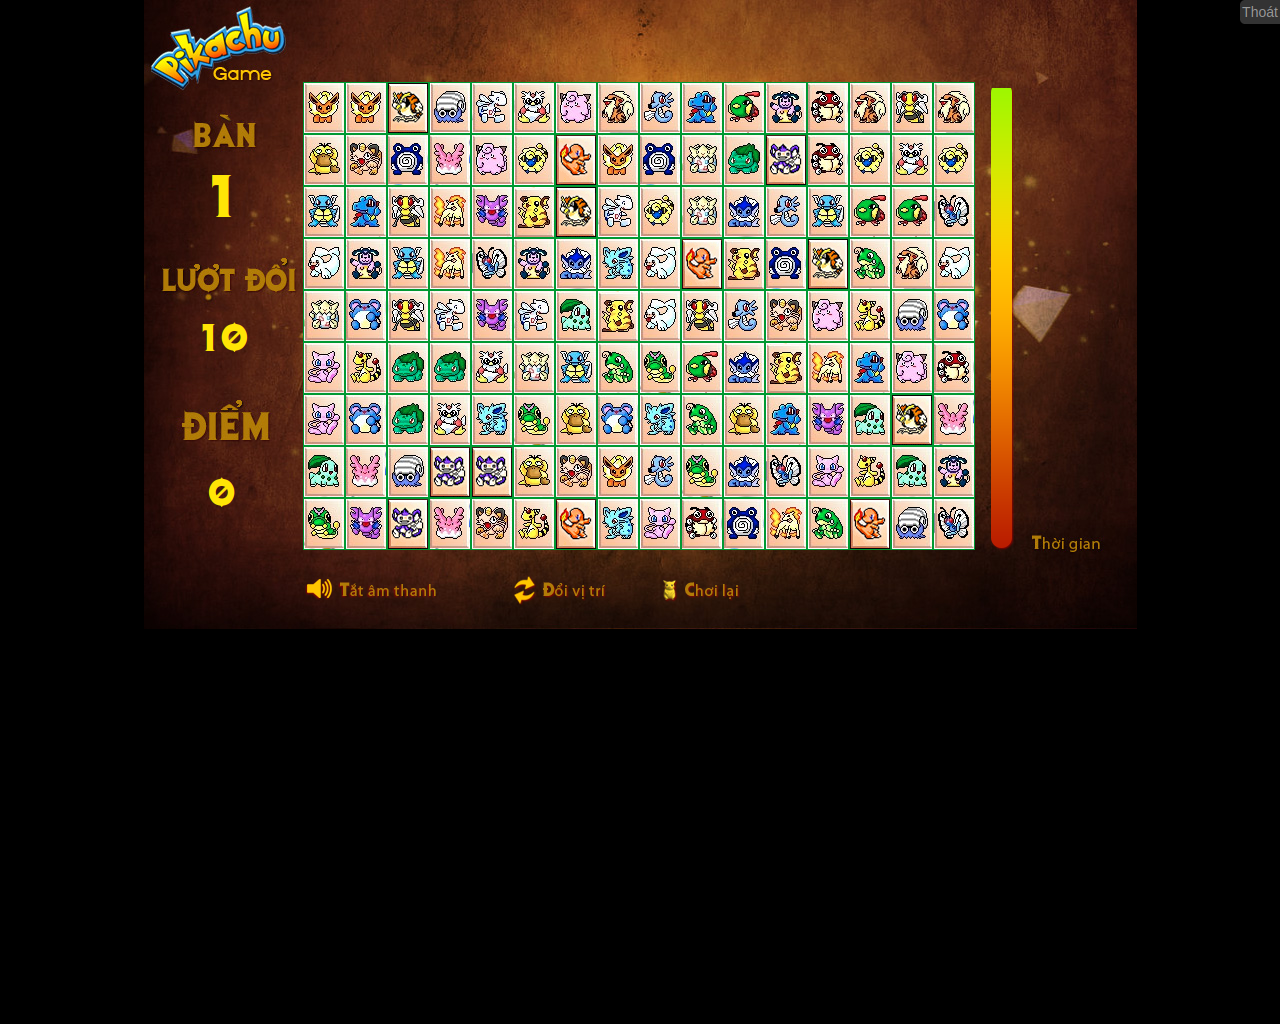 Thoát
Pikachu
Game
BÀN
1
LƯỢT ĐỔI
10
ĐIỂM
0
Thời gian
Tắt âm thanh
Đổi vị trí
Chơi lại